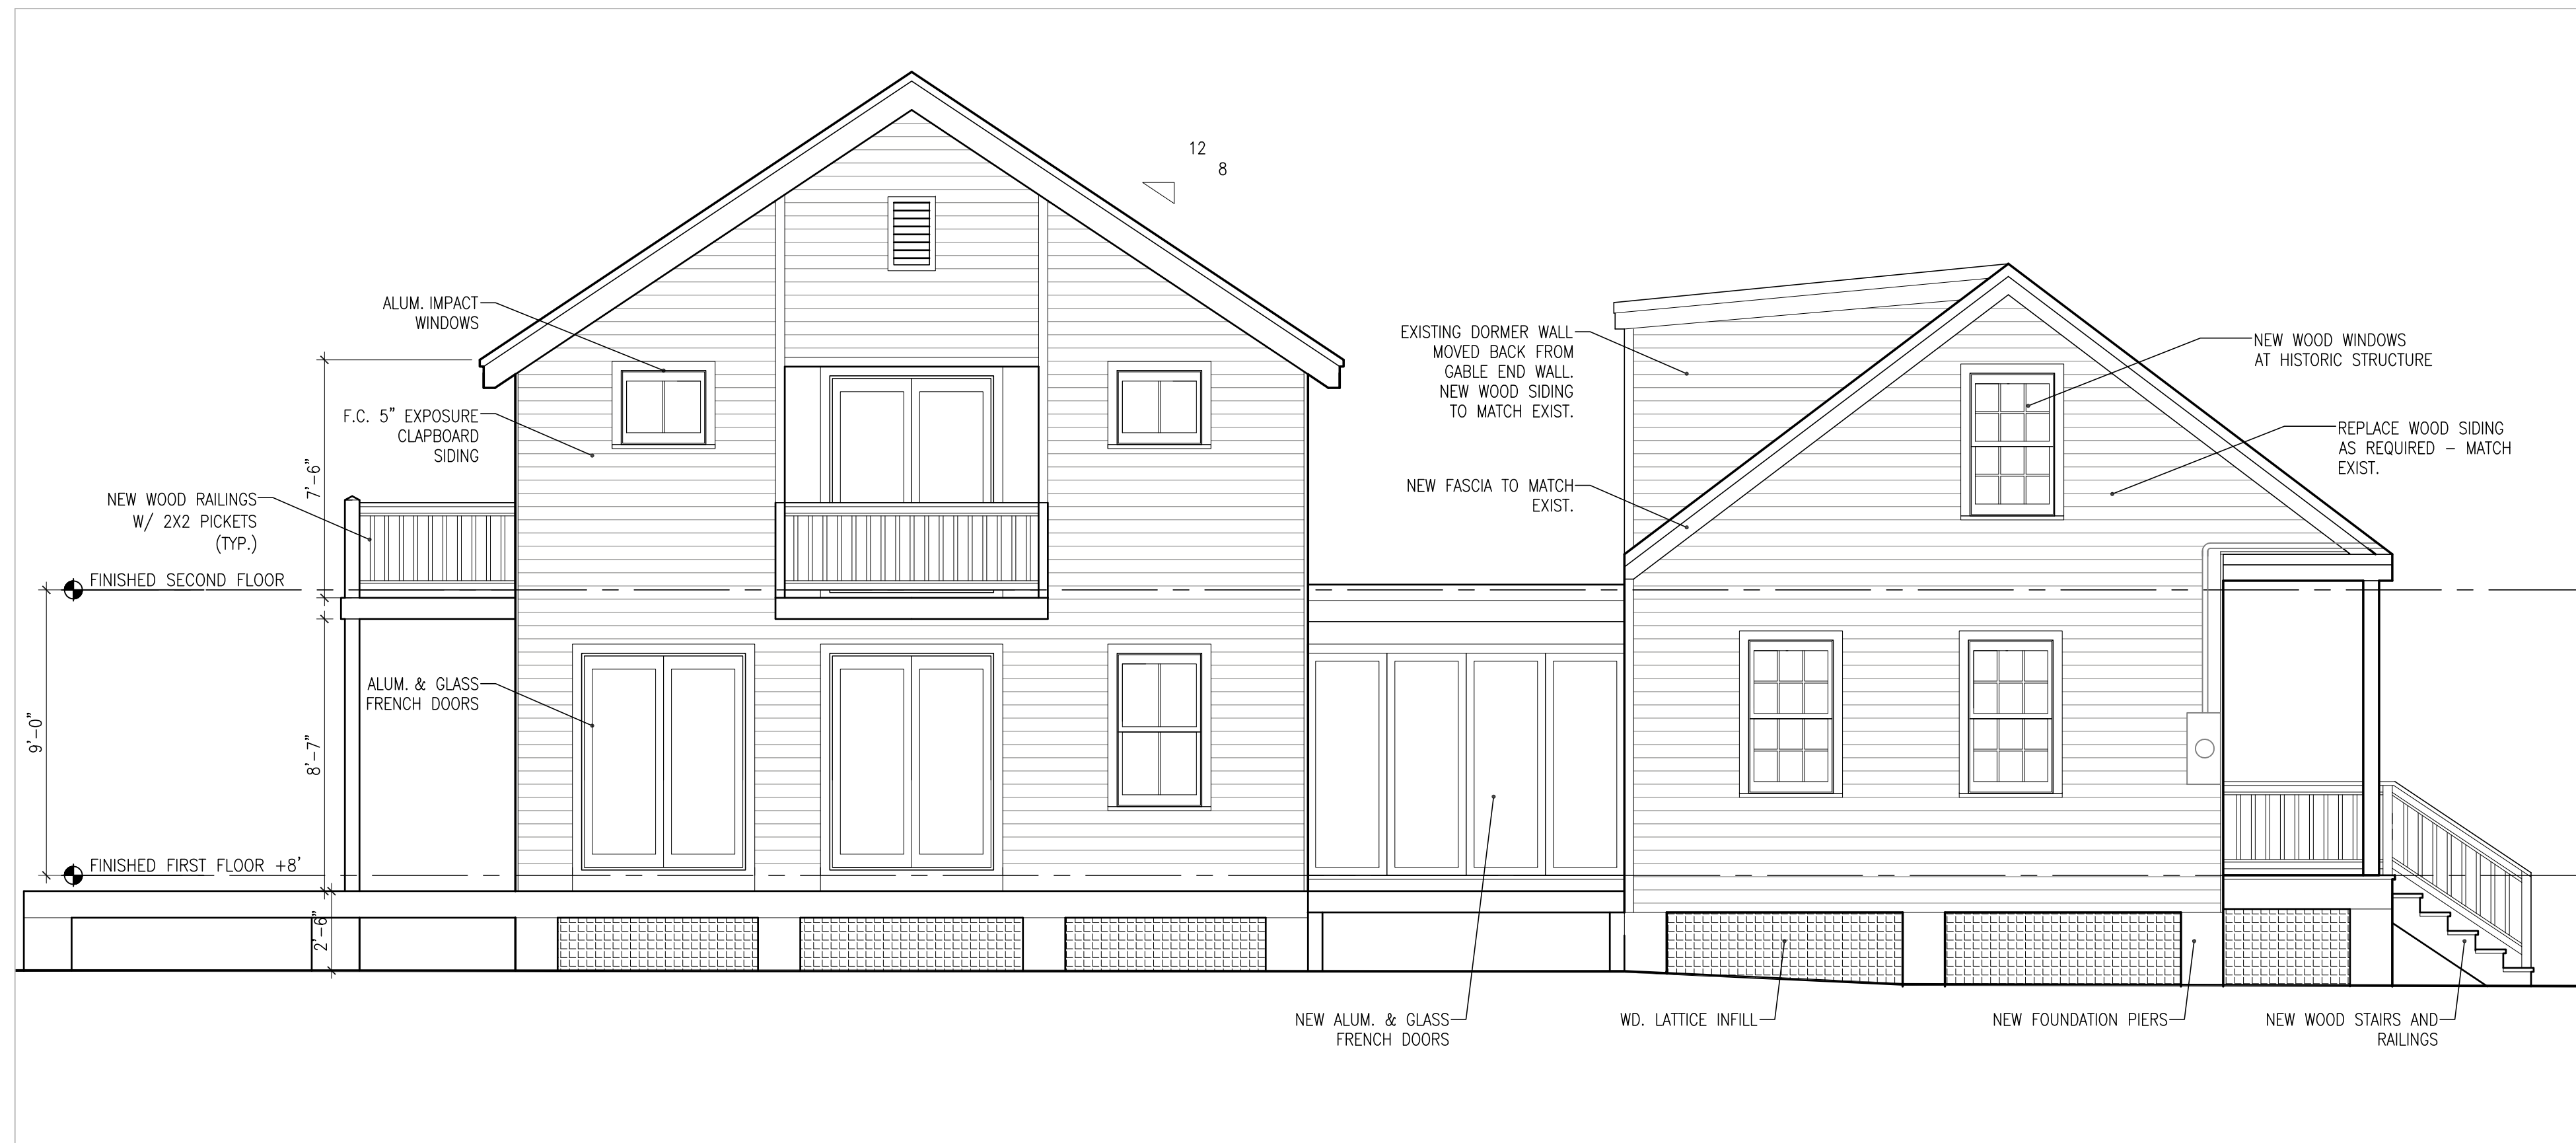 12
8
ALUM. IMPACT
WINDOWS
F.C. 5" EXPOSURE
CLAPBOARD
SIDING
7'-6"
NEW WOOD RAILINGS
W/ 2X2 PICKETS
(TYP.)
FINISHED SECOND FLOOR
ALUM. & GLASS
FRENCH DOORS
9'-0"
8'-7"
FINISHED FIRST FLOOR +8'
2'-6"
EXISTING DORMER WALL
MOVED BACK FROM
GABLE END WALL.
NEW WOOD SIDING
TO MATCH EXIST.
NEW FASCIA TO MATCH
EXIST.
NEW WOOD WINDOWS
AT HISTORIC STRUCTURE
REPLACE WOOD SIDING
AS REQUIRED - MATCH
EXIST.
NEW ALUM. & GLASS
FRENCH DOORS
WD. LATTICE INFILL
NEW FOUNDATION PIERS
NEW WOOD STAIRS AND
RAILINGS